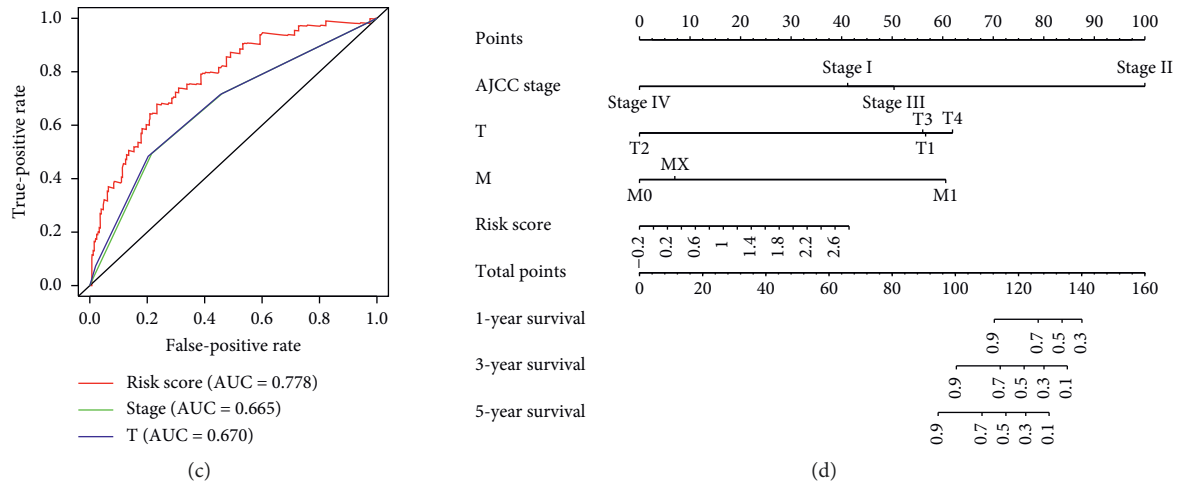 1.0
0.8
0.6
0.4
0.2
0.0
True-positive rate
0.0 0.2 0.4 0.6 0.8 1.0
False-positive rate
Risk score (AUC = 0.778)
Stage (AUC = 0.665)
T (AUC = 0.670)
(c)
0 10 20 30 40 50 60 70 80 90 100
Points
Stage I Stage II
AJCC stage
Stage IV Stage III
T3 T4
T
T2 T1
MX
M
M0 M1
Risk score
−0.2 0.2 0.6 1 1.4 1.8 2.2 2.6
Total points
0 20 40 60 80 100 120 140 160
1-year survival
0.9 0.7 0.5 0.3
3-year survival
0.9 0.7 0.5 0.3 0.1
5-year survival
0.9 0.7 0.5 0.3 0.1
(d)